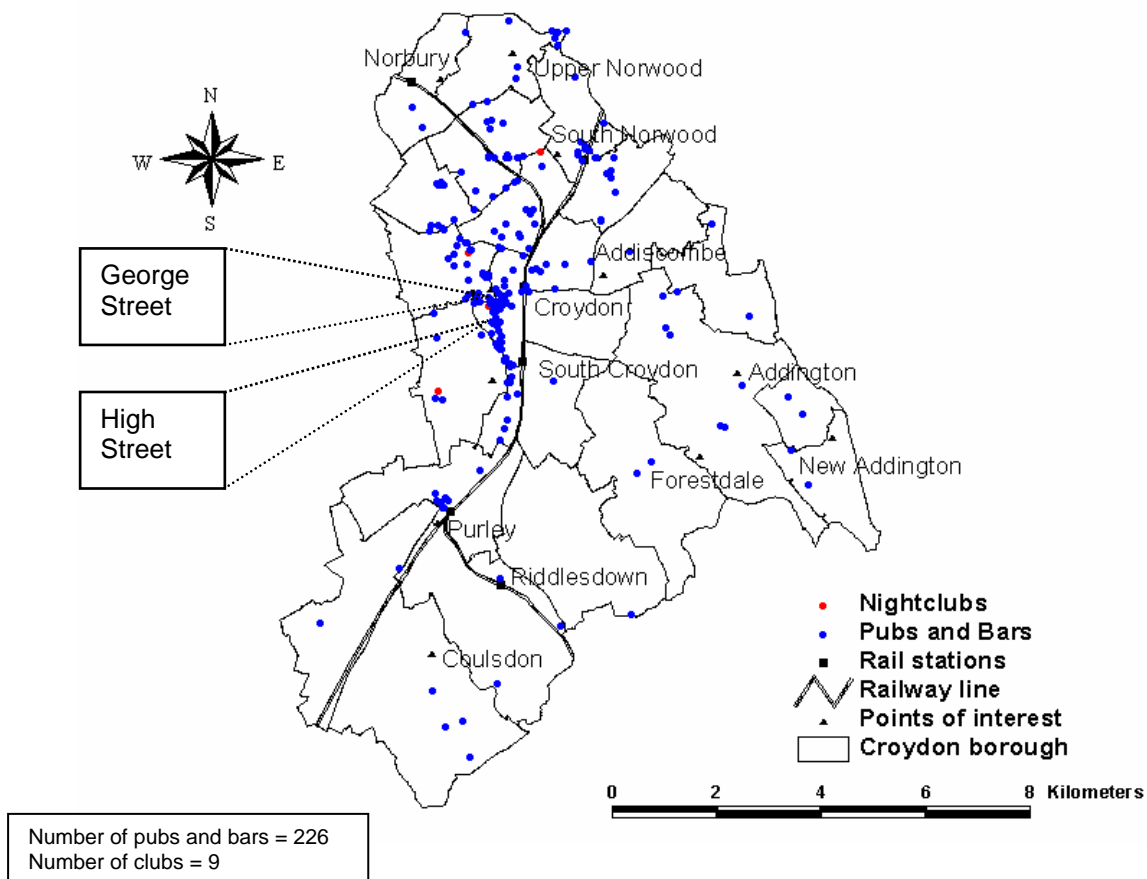 Norbury
Upper Norwood
N
W E
S
South Norwood
George
Street
Addiscombe
Croydon
High
Street
South Croydon
Addington
New Addington
Forestdale
Purley
Riddlesdown
Coulsdon
Nightclubs
Pubs and Bars
Rail stations
Railway line
Points of interest
Croydon borough
0 2 4 6 8 Kilometers
Number of pubs and bars = 226
Number of clubs = 9